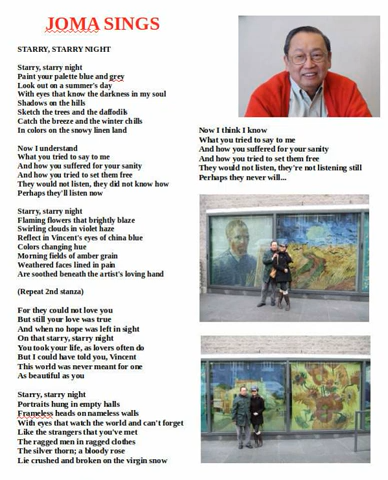 JOMA SINGS
STARRY, STARRY NIGHT
Starry, starry night
Paint your palette blue and grey
Look out on a summer's day
With eyes that know the darkness in my soul
Shadows on the hills
Sketch the trees and the daffodils
Catch the breeze and the winter chills
In colors on the snowy linen land
Now I understand
What you tried to say to me
And how you suffered for your sanity
And how you tried to set them free
They would not listen, they did not know how
Perhaps they'll listen now
Starry, starry night
Flaming flowers that brightly blaze
Swirling clouds in violet haze
Reflect in Vincent's eyes of china blue
Colors changing hue
Morning fields of amber grain
Weathered faces lined in pain
Are soothed beneath the artist's loving hand
(Repeat 2nd stanza)
For they could not love you
But still your love was true
And when no hope was left in sight
On that starry, starry night
You took your life, as lovers often do
But I could have told you, Vincent
This world was never meant for one
As beautiful as you
Starry, starry night
Portraits hung in empty halls
Frameless heads on nameless walls
With eyes that watch the world and can't forget
Like the strangers that you've met
The ragged men in ragged clothes
The silver thorn; a bloody rose
Lie crushed and broken on the virgin snow
Now I think I know
What you tried to say to me
And how you suffered for your sanity
And how you tried to set them free
They would not listen, they're not listening still
Perhaps they never will...